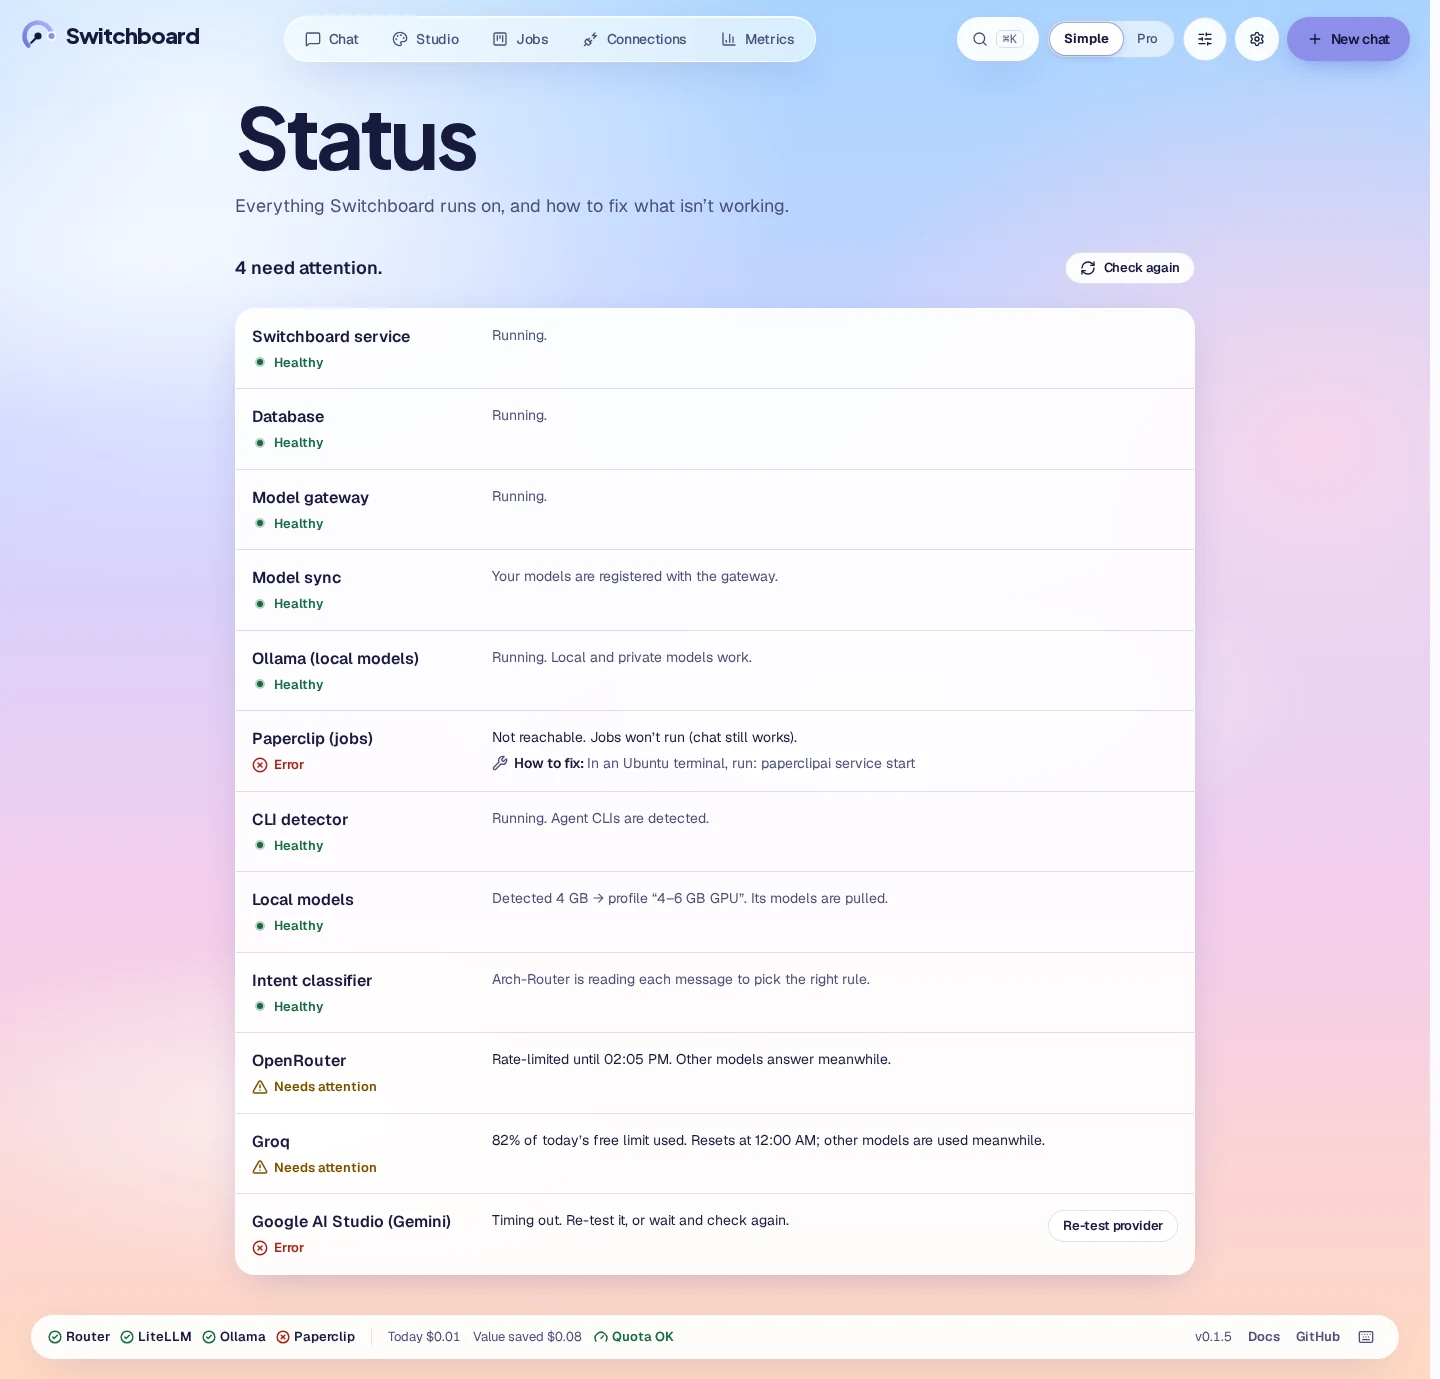 Switchboard
Chat
Studio
Jobs
Connections
Metrics
⌘K
Simple
Pro
New chat
Status
Everything Switchboard runs on, and how to fix what isn’t working.
4 need attention.
Check again
Switchboard service
Running.
Healthy
Database
Running.
Healthy
Model gateway
Running.
Healthy
Model sync
Your models are registered with the gateway.
Healthy
Ollama (local models)
Running. Local and private models work.
Healthy
Paperclip (jobs)
Not reachable. Jobs won’t run (chat still works).
Error
How to fix: In an Ubuntu terminal, run: paperclipai service start
CLI detector
Running. Agent CLIs are detected.
Healthy
Local models
Detected 4 GB → profile “4–6 GB GPU”. Its models are pulled.
Healthy
Intent classifier
Arch-Router is reading each message to pick the right rule.
Healthy
OpenRouter
Rate-limited until 02:05 PM. Other models answer meanwhile.
Needs attention
Groq
82% of today’s free limit used. Resets at 12:00 AM; other models are used meanwhile.
Needs attention
Google AI Studio (Gemini)
Timing out. Re-test it, or wait and check again.
Re-test provider
Error
Router
LiteLLM
Ollama
Paperclip
Today $0.01
Value saved $0.08
Quota OK
v0.1.5
Docs
GitHub